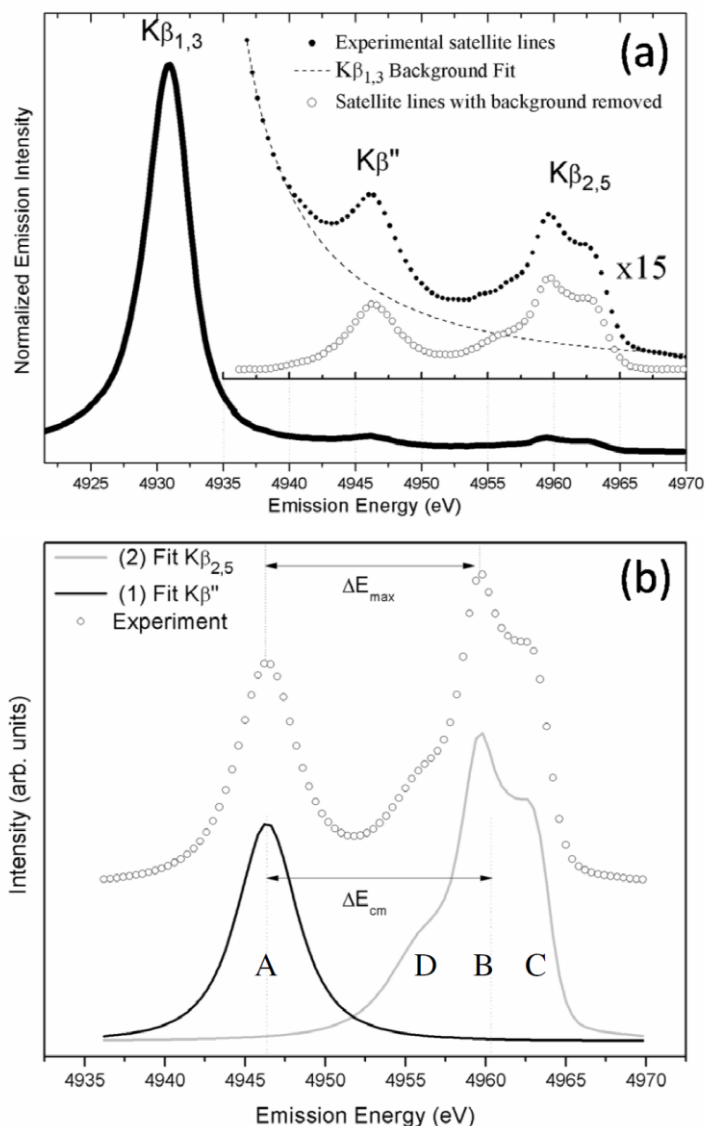 Kβ1,3
(a)
Experimental satellite lines
Kβ1,3 Background Fit
Satellite lines with background removed
Kβ"
Kβ2,5
x15
Normalized Emission Intensity
4925 4930 4935 4940 4945 4950 4955 4960 4965 4970
Emission Energy (eV)
(b)
(2) Fit Kβ2,5
(1) Fit Kβ"
Experiment
ΔEmax
ΔEcm
A D B C
Intensity (arb. units)
4935 4940 4945 4950 4955 4960 4965 4970
Emission Energy (eV)